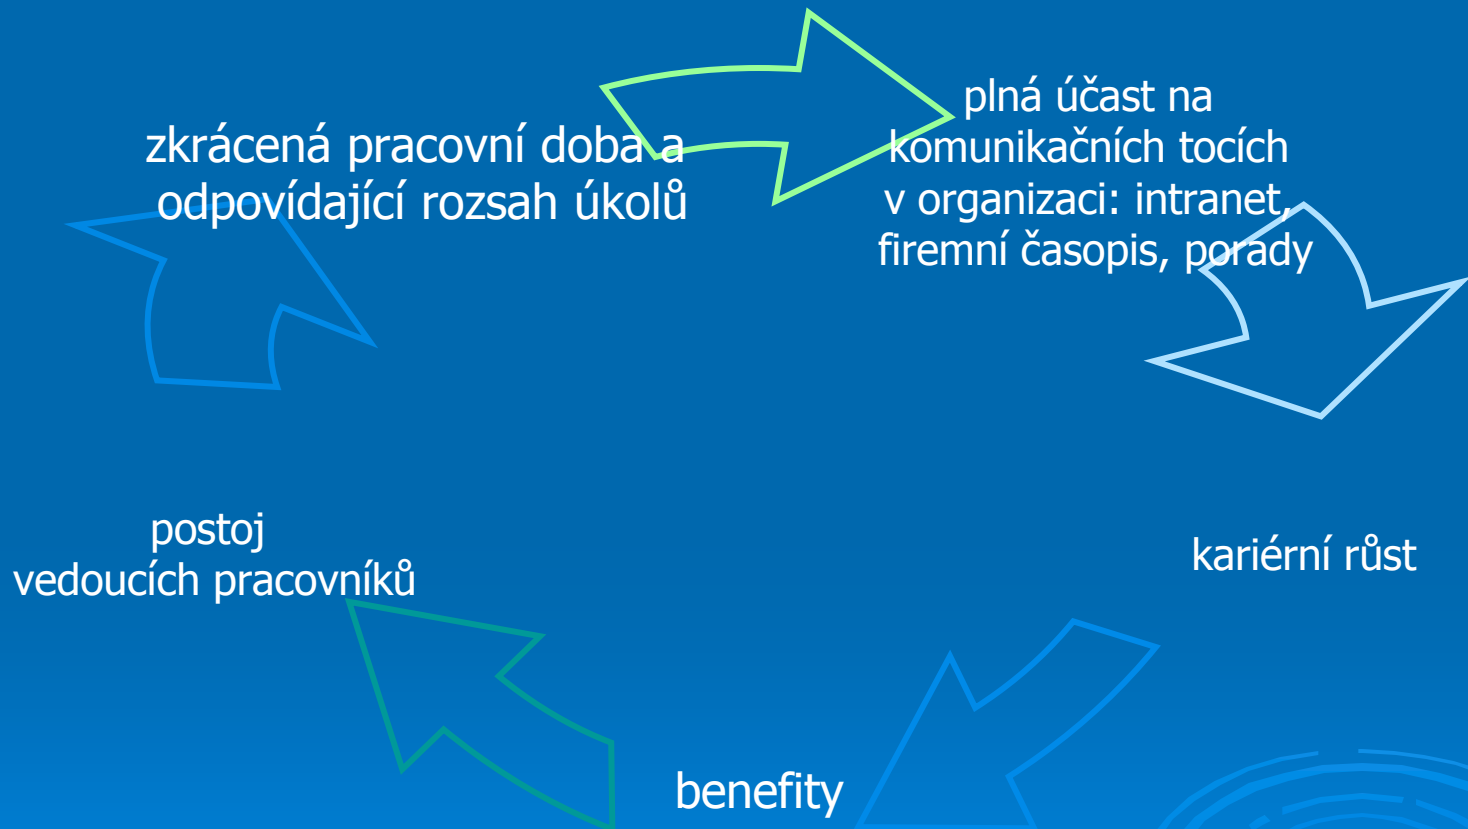 zkrácená pracovní doba a
odpovídající rozsah úkolů
plná účast na
komunikačních tocích
v organizaci: intranet,
firemní časopis, porady
kariérní růst
benefity
postoj
vedoucích pracovníků